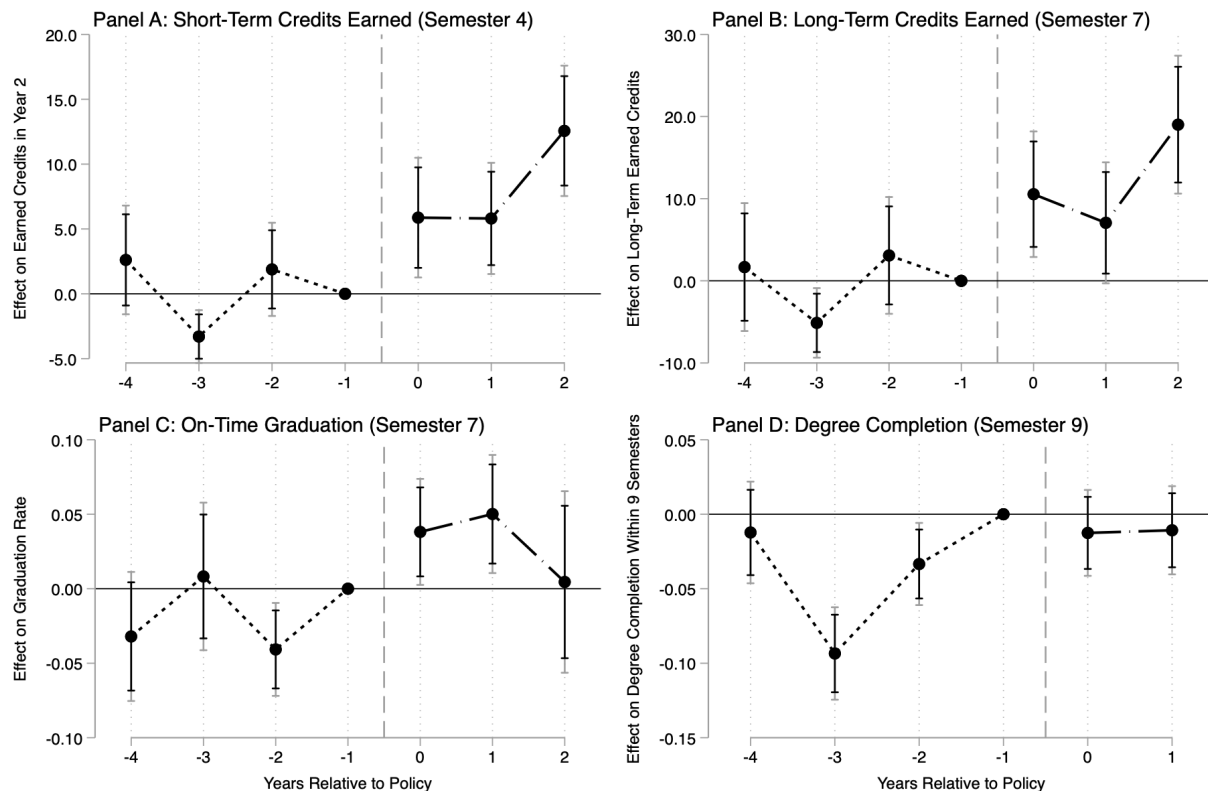 Panel A: Short-Term Credits Earned (Semester 4)
Effect on Earned Credits in Year 2
20.0
15.0
10.0
5.0
0.0
-5.0
-4 -3 -2 -1 0 1 2
Panel B: Long-Term Credits Earned (Semester 7)
Effect on Long-Term Earned Credits
30.0
20.0
10.0
0.0
-10.0
-4 -3 -2 -1 0 1 2
Panel C: On-Time Graduation (Semester 7)
Effect on Graduation Rate
0.10
0.05
0.00
-0.05
-0.10
-4 -3 -2 -1 0 1 2
Years Relative to Policy
Panel D: Degree Completion (Semester 9)
Effect on Degree Completion Within 9 Semesters
0.05
0.00
-0.05
-0.10
-0.15
-4 -3 -2 -1 0 1
Years Relative to Policy